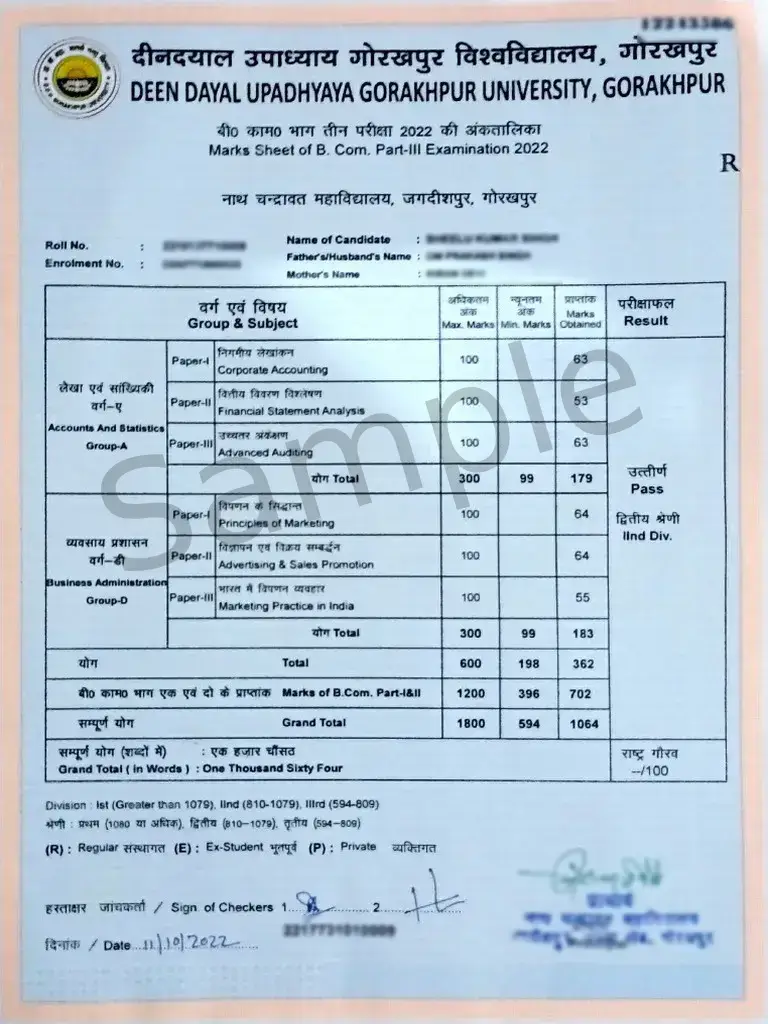 दीनदयाल उपाध्याय गोरखपुर विश्वविद्यालय, गोरखपुर
DEEN DAYAL UPADHYAYA GORAKHPUR UNIVERSITY, GORAKHPUR
बी० काम० भाग तीन परीक्षा 2022 की अंकतालिका
Marks Sheet of B. Com. Part-III Examination 2022
R
नाथ चन्द्रावत महाविद्यालय, जगदीशपुर, गोरखपुर
Roll No. :
Enrolment No. :
Name of Candidate :
Father's/Husband's Name :
Mother's Name :
वर्ग एवं विषय
Group & Subject
अधिकतम अंक Max. Marks
न्यूनतम अंक Min. Marks
प्राप्तांक Marks Obtained
परीक्षाफल
Result
लेखा एवं सांख्यिकी
वर्ग-ए
Accounts And Statistics
Group-A
Paper-I निगमीय लेखांकन
Corporate Accounting 100 63
Paper-II वित्तीय विवरण विश्लेषण
Financial Statement Analysis 100 53
Paper-III उच्चतर अंकेक्षण
Advanced Auditing 100 63
योग Total 300 99 179
उत्तीर्ण
Pass
द्वितीय श्रेणी
IInd Div.
व्यवसाय प्रशासन
वर्ग-डी
Business Administration
Group-D
Paper-I विपणन के सिद्धान्त
Principles of Marketing 100 64
Paper-II विज्ञापन एवं विक्रय सम्बर्द्धन
Advertising & Sales Promotion 100 64
Paper-III भारत में विपणन व्यवहार
Marketing Practice in India 100 55
योग Total 300 99 183
योग Total 600 198 362
बी० काम० भाग एक एवं दो के प्राप्तांक Marks of B.Com. Part-I&II 1200 396 702
सम्पूर्ण योग Grand Total 1800 594 1064
सम्पूर्ण योग (शब्दों में) : एक हज़ार चौंसठ
Grand Total ( in Words ) : One Thousand Sixty Four
राष्ट्र गौरव
--/100
Division : Ist (Greater than 1079), IInd (810-1079), IIIrd (594-809)
श्रेणी : प्रथम (1080 या अधिक), द्वितीय (810-1079), तृतीय (594-809)
(R) : Regular संस्थागत (E) : Ex-Student भूतपूर्व (P) : Private व्यक्तिगत
हस्ताक्षर जांचकर्ता / Sign of Checkers 1 2
दिनांक / Date 11/10/2022
प्राचार्य
Sample